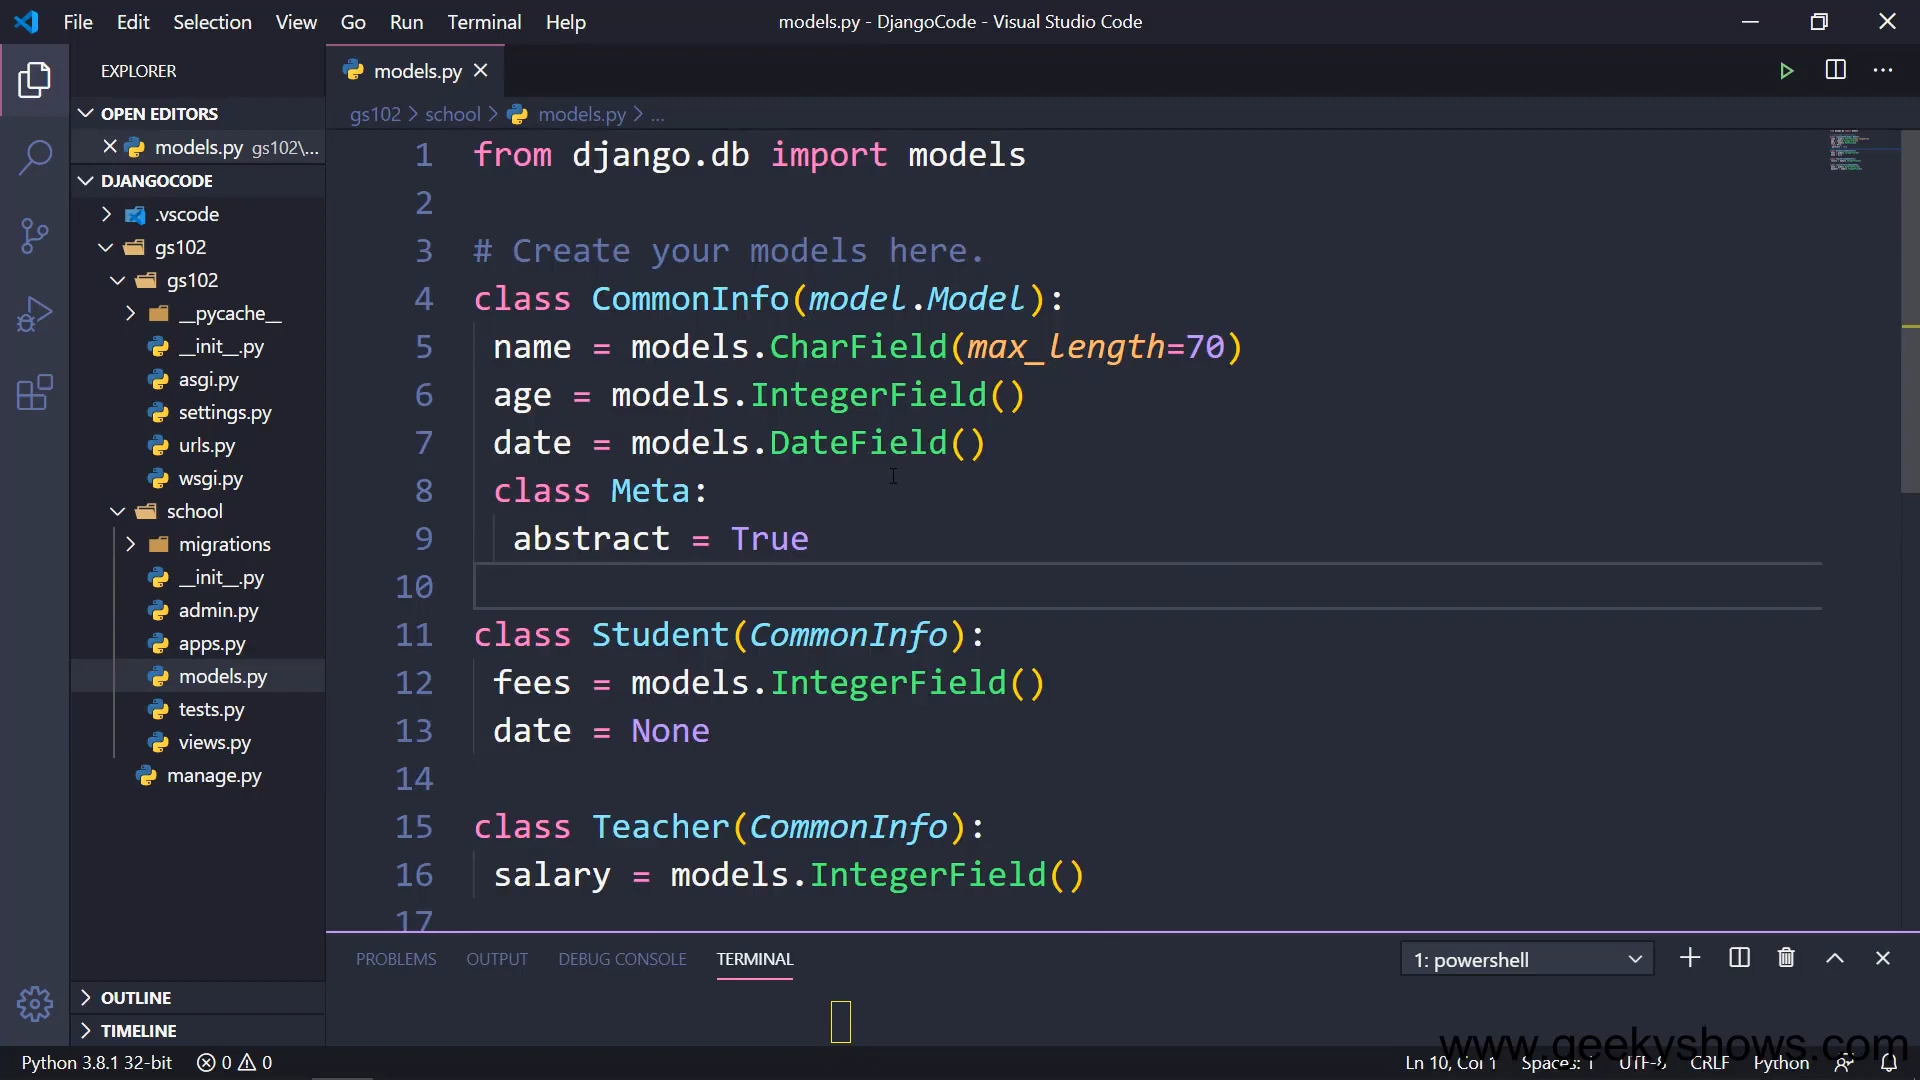 File Edit Selection View Go Run Terminal Help
models.py - DjangoCode - Visual Studio Code
EXPLORER
OPEN EDITORS
models.py gs102\...
DJANGOCODE
.vscode
gs102
gs102
__pycache__
__init__.py
asgi.py
settings.py
urls.py
wsgi.py
school
migrations
__init__.py
admin.py
apps.py
models.py
tests.py
views.py
manage.py
OUTLINE
TIMELINE
models.py
gs102 > school > models.py > ...
1 from django.db import models
2
3 # Create your models here.
4 class CommonInfo(model.Model):
5 name = models.CharField(max_length=70)
6 age = models.IntegerField()
7 date = models.DateField()
8 class Meta:
9 abstract = True
10
11 class Student(CommonInfo):
12 fees = models.IntegerField()
13 date = None
14
15 class Teacher(CommonInfo):
16 salary = models.IntegerField()
17
PROBLEMS OUTPUT DEBUG CONSOLE TERMINAL
1: powershell
www.geekyshows.com
Python 3.8.1 32-bit 0 0
Ln 10, Col 1 Spaces: 1 UTF-8 CRLF Python